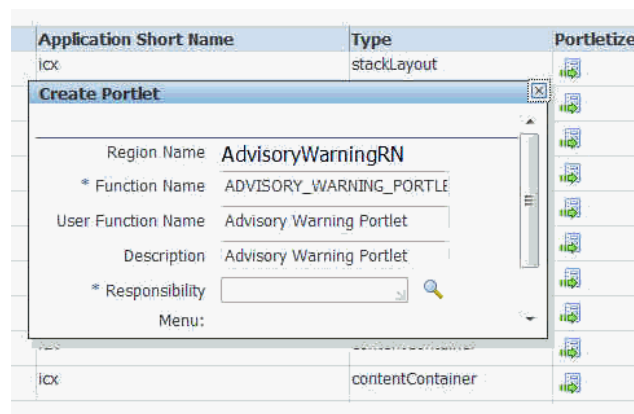 Application Short Name Type Portletize
icx stackLayout
Create Portlet
Region Name AdvisoryWarningRN
* Function Name ADVISORY_WARNING_PORTLE
User Function Name Advisory Warning Portlet
Description Advisory Warning Portlet
* Responsibility
Menu:
icx contentContainer